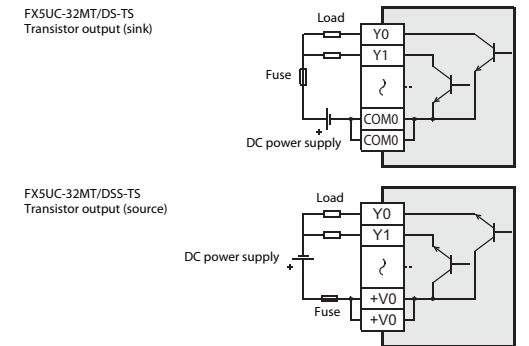 FX5UC-32MT/DS-TS
Transistor output (sink)
Load
Y0
Y1
Fuse
COM0
+
DC power supply
COM0
FX5UC-32MT/DSS-TS
Transistor output (source)
Load
Y0
Y1
DC power supply
+
+V0
Fuse
+V0